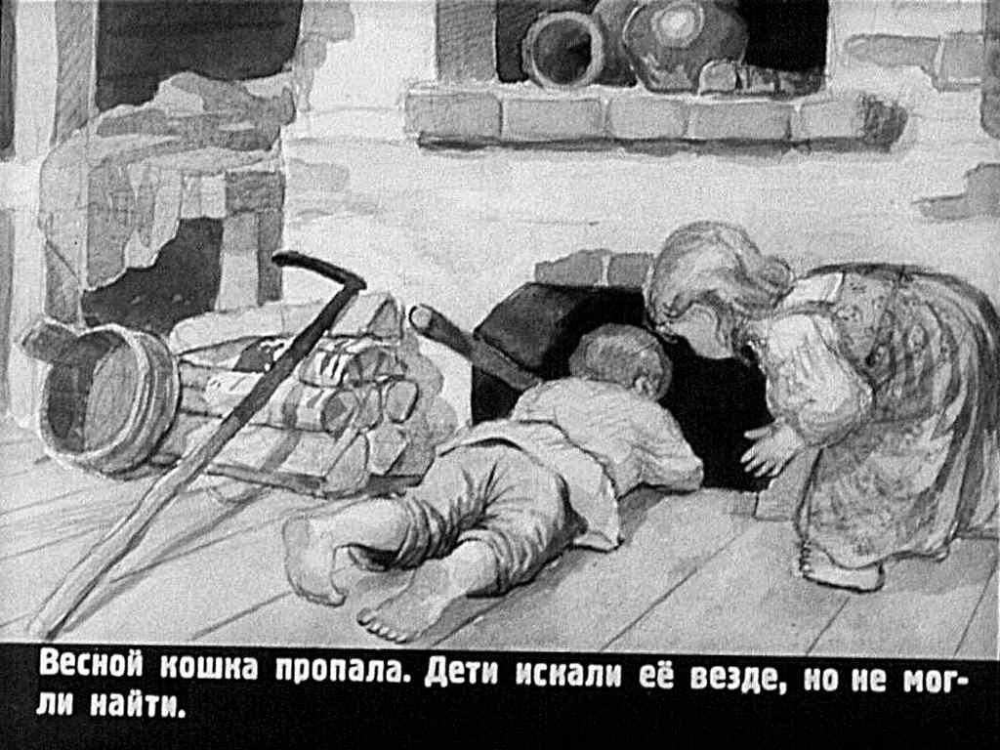 Весной кошка пропала. Дети искали её везде, но не мог-
ли найти.